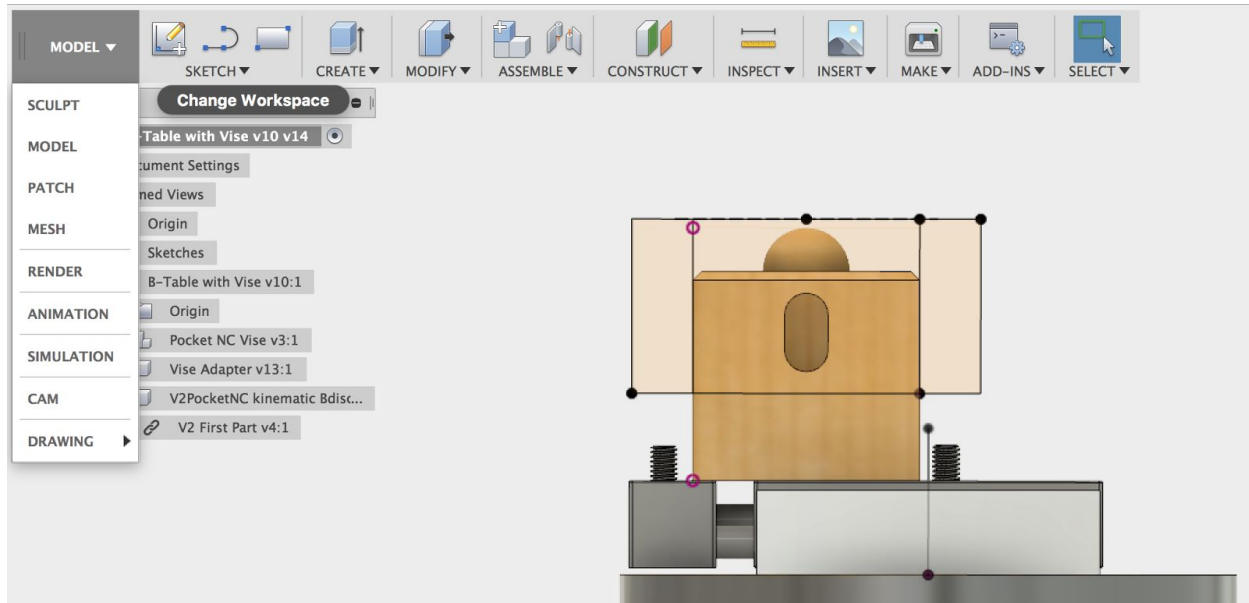 MODEL ▼
SKETCH ▼ CREATE ▼ MODIFY ▼ ASSEMBLE ▼ CONSTRUCT ▼ INSPECT ▼ INSERT ▼ MAKE ▼ ADD-INS ▼ SELECT ▼
Change Workspace
SCULPT
MODEL
PATCH
MESH
RENDER
ANIMATION
SIMULATION
CAM
DRAWING
-Table with Vise v10 v14
cument Settings
med Views
Origin
Sketches
B-Table with Vise v10:1
Origin
Pocket NC Vise v3:1
Vise Adapter v13:1
V2PocketNC kinematic Bdisc...
V2 First Part v4:1